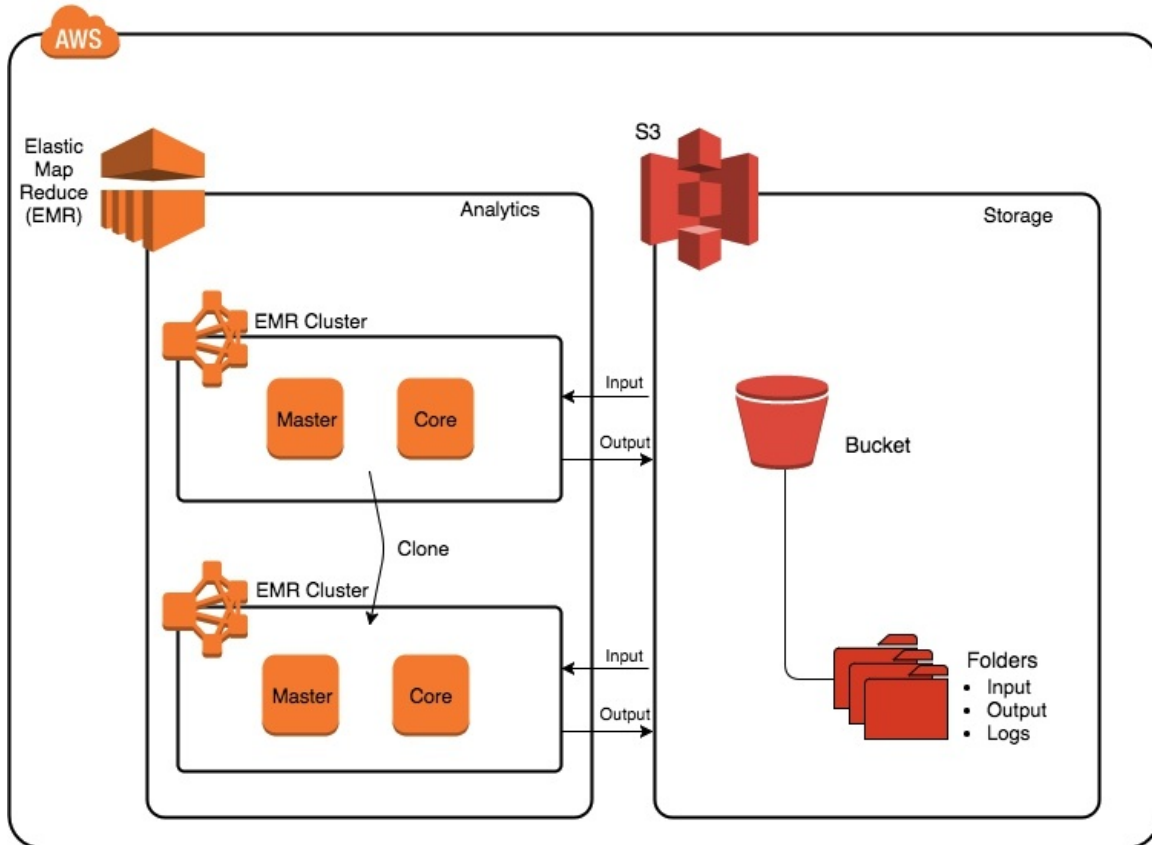 AWS
Elastic
Map
Reduce
(EMR)
Analytics
EMR Cluster
Master
Core
Clone
EMR Cluster
Master
Core
Input
Output
Input
Output
S3
Storage
Bucket
Folders
• Input
• Output
• Logs